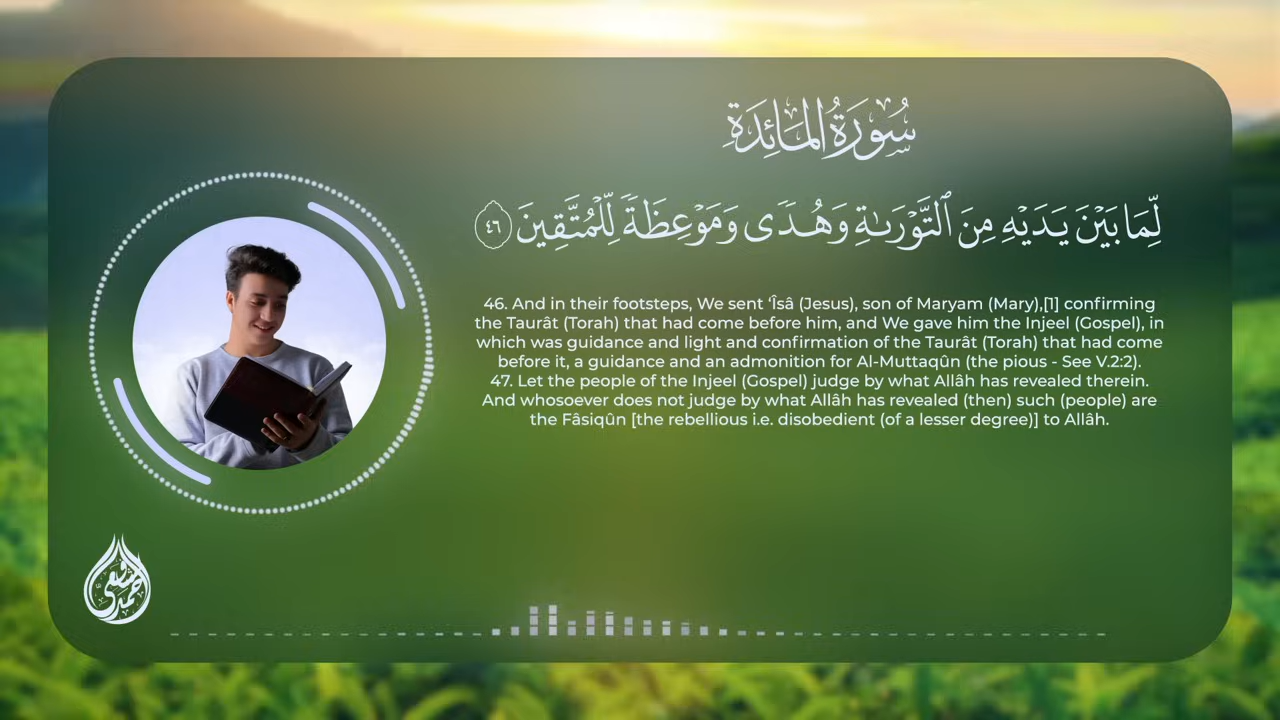 سُورَةُ المَائِدَةِ
لِّمَا بَيْنَ يَدَيْهِ مِنَ ٱلتَّوْرَىٰةِ وَهُدًى وَمَوْعِظَةً لِّلْمُتَّقِينَ ٤٦
46. And in their footsteps, We sent ‘Îsâ (Jesus), son of Maryam (Mary),[1] confirming
the Taurât (Torah) that had come before him, and We gave him the Injeel (Gospel), in
which was guidance and light and confirmation of the Taurât (Torah) that had come
before it, a guidance and an admonition for Al-Muttaqûn (the pious - See V.2:2).
47. Let the people of the Injeel (Gospel) judge by what Allâh has revealed therein.
And whosoever does not judge by what Allâh has revealed (then) such (people) are
the Fâsiqûn [the rebellious i.e. disobedient (of a lesser degree)] to Allâh.